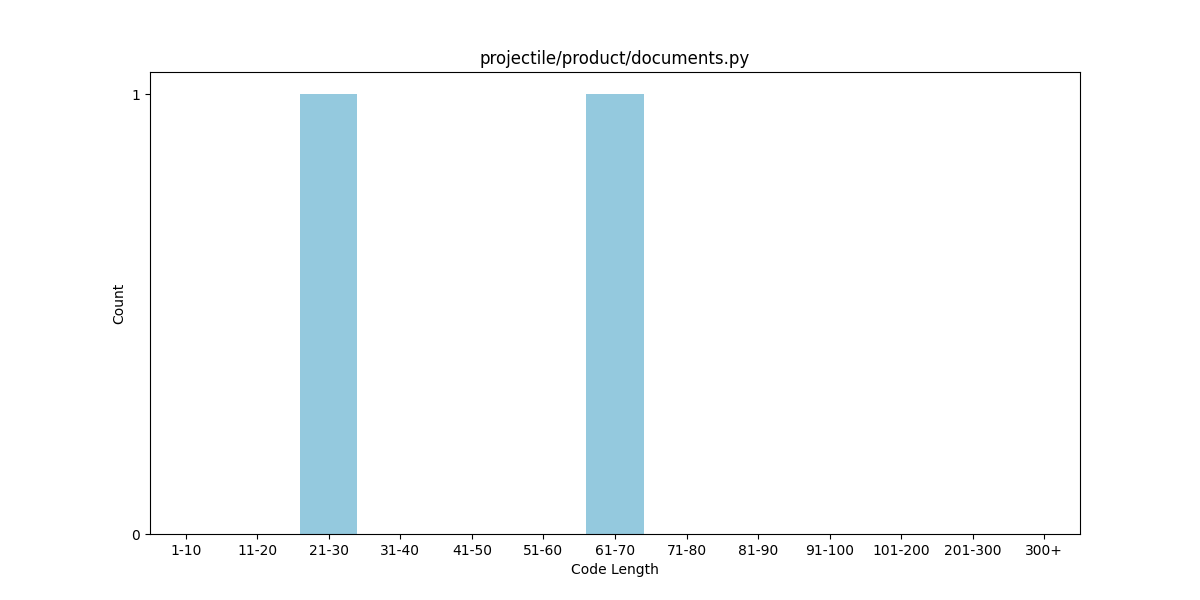 projectile/product/documents.py
1
0
Count
1-10 11-20 21-30 31-40 41-50 51-60 61-70 71-80 81-90 91-100 101-200 201-300 300+
Code Length